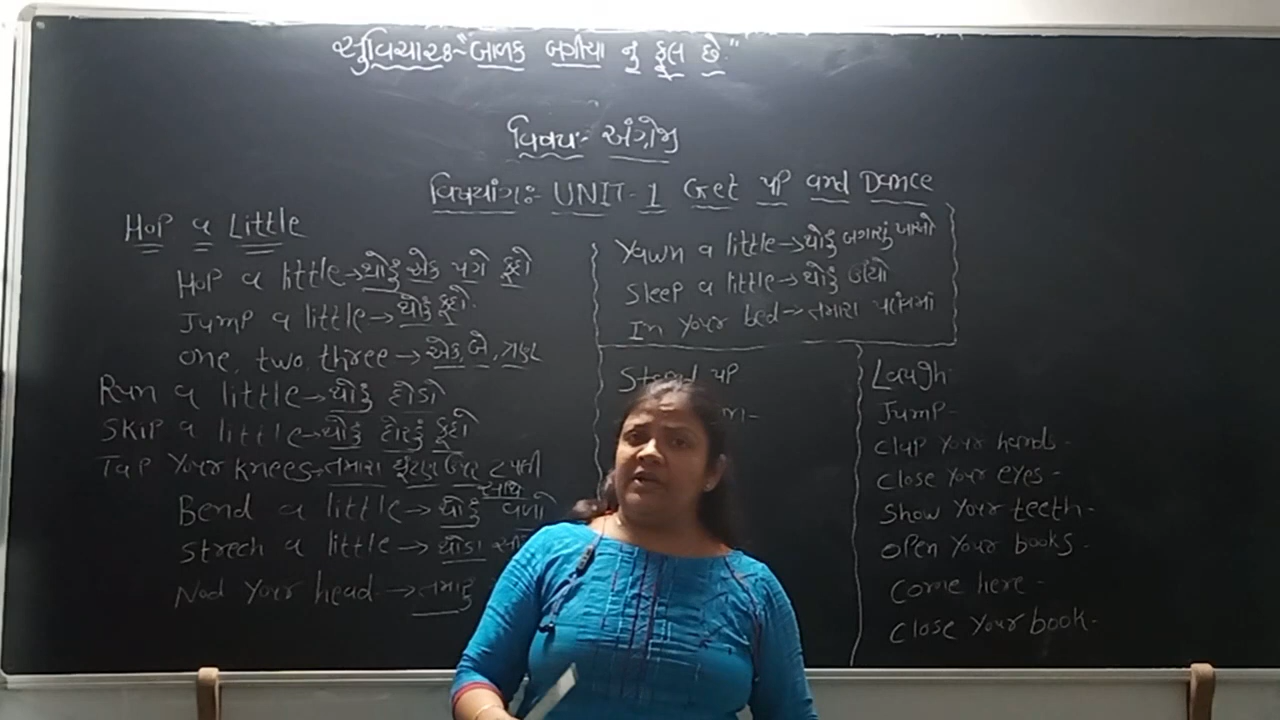 સુવિચારઃ- "બાળક બગીચા નુ ફૂલ છે."
વિષયઃ- અંગ્રેજી
વિષયાંગઃ- UNIT-1 Get up and Dance
Hop a Little
Hop a little→થોડું એક પગે કૂદો
Jump a little→ થોડું કૂદો.
one, two, three → એક, બે, ત્રણ
Run a little→થોડું દોડો
Skip a little→થોડું દોરડું કૂદો
Tap Your knees→તમારા ઘૂંટણ ઉપર ટપલી
Bend a little→ થોડું વળો
Strech a little → થોડા
Nod Your head → તમારું
Yawn a little→થોડું બગાસું ખાઓ
Sleep a little→ થોડું ઊંઘો
In Your bed→ તમારા પલંગમાં
Stand up
Laugh-
Jump-
Clap Your hands-
Close Your eyes-
Show Your teeth-
Open Your books-
Come here-
Close Your book-